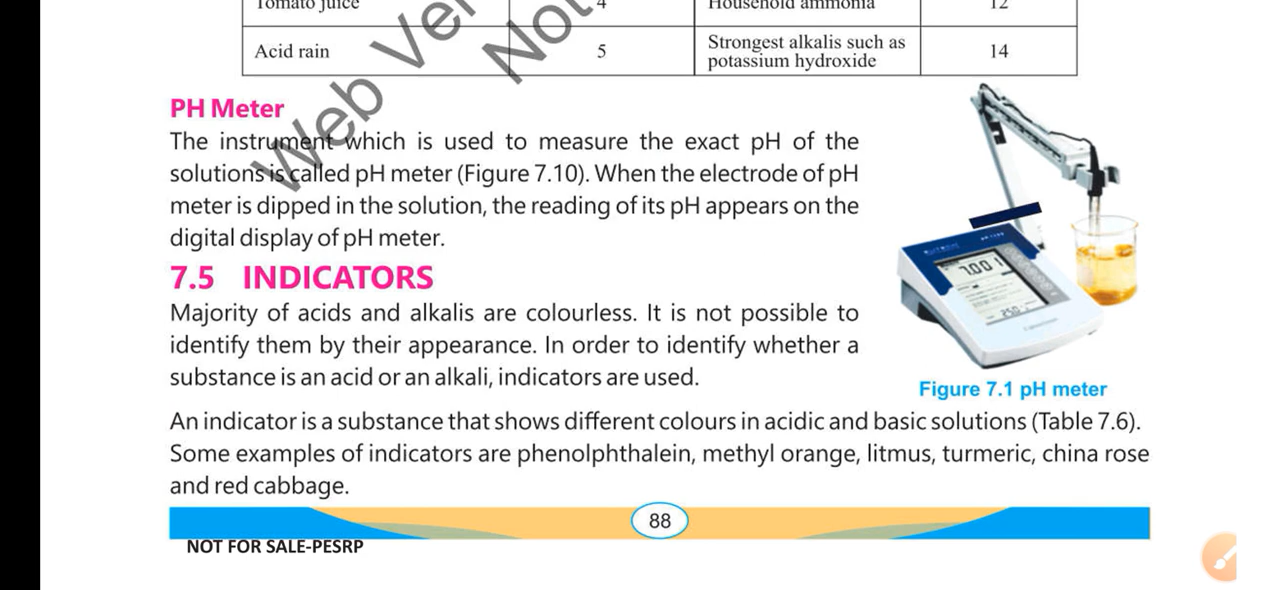 Tomato juice 4 Household ammonia 12
Acid rain 5 Strongest alkalis such as
potassium hydroxide 14
Web Ver
Not
PH Meter
The instrument which is used to measure the exact pH of the
solutions is called pH meter (Figure 7.10). When the electrode of pH
meter is dipped in the solution, the reading of its pH appears on the
digital display of pH meter.
7.00
7.5 INDICATORS
Majority of acids and alkalis are colourless. It is not possible to
identify them by their appearance. In order to identify whether a
substance is an acid or an alkali, indicators are used.
Figure 7.1 pH meter
An indicator is a substance that shows different colours in acidic and basic solutions (Table 7.6).
Some examples of indicators are phenolphthalein, methyl orange, litmus, turmeric, china rose
and red cabbage.
88
NOT FOR SALE-PESRP